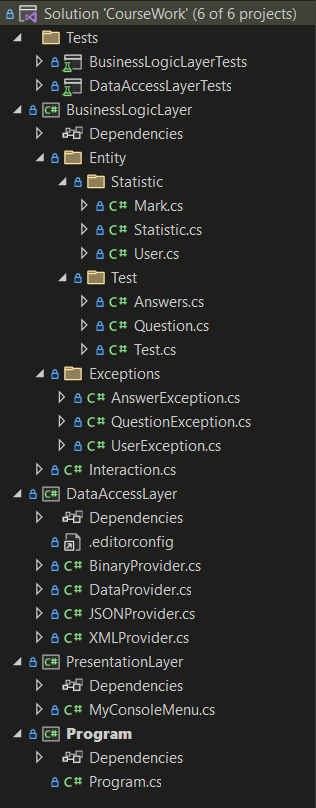 Solution 'CourseWork' (6 of 6 projects)
Tests
BusinessLogicLayerTests
DataAccessLayerTests
C# BusinessLogicLayer
Dependencies
Entity
Statistic
C# Mark.cs
C# Statistic.cs
C# User.cs
Test
C# Answers.cs
C# Question.cs
C# Test.cs
Exceptions
C# AnswerException.cs
C# QuestionException.cs
C# UserException.cs
C# Interaction.cs
C# DataAccessLayer
Dependencies
.editorconfig
C# BinaryProvider.cs
C# DataProvider.cs
C# JSONProvider.cs
C# XMLProvider.cs
C# PresentationLayer
Dependencies
C# MyConsoleMenu.cs
C# Program
Dependencies
C# Program.cs